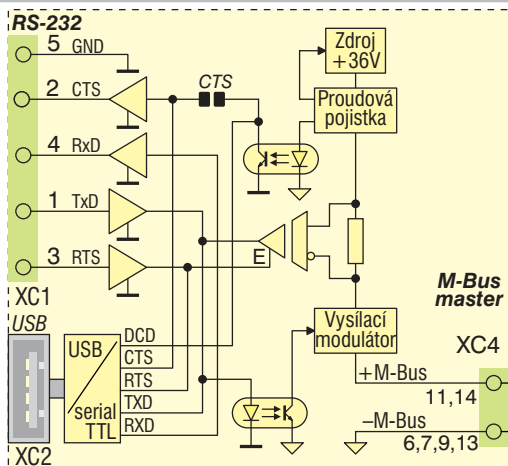 RS-232
5 GND
2 CTS
4 RxD
1 TxD
3 RTS
XC1
CTS
Zdroj
+36V
Proudová
pojistka
E
Vysílací
modulátor
M-Bus
master
XC4
+M-Bus
11,14
–M-Bus
6,7,9,13
USB
XC2
USB
serial
TTL
DCD
CTS
RTS
TXD
RXD